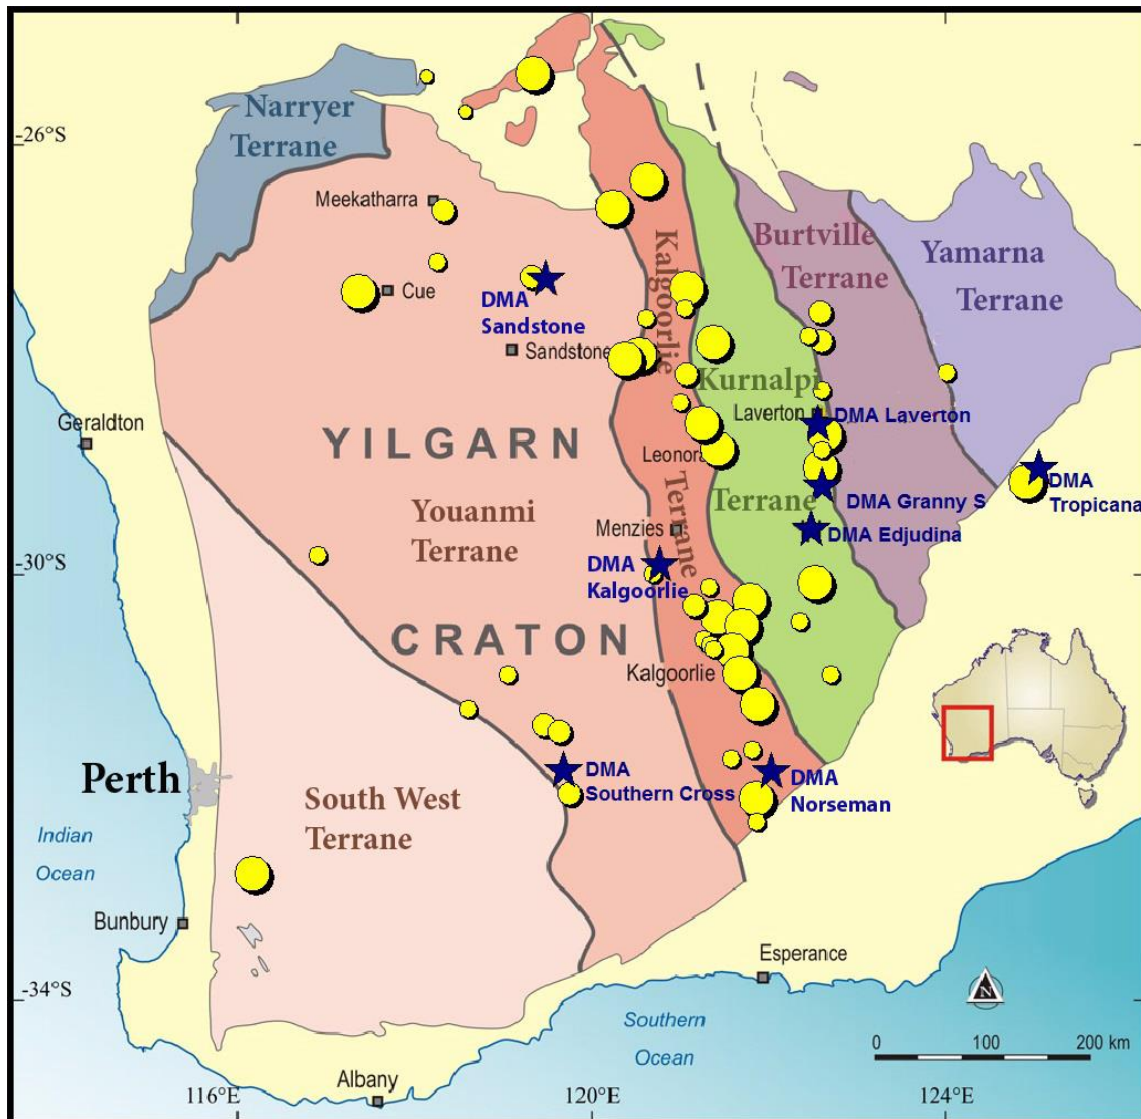 Narryer
Terrane
-26°S
Meekatharra
Kalgoorlie
Terrane
Burtville
Terrane
Yamarna
Terrane
Cue
DMA
Sandstone
Sandstone
Kurnalpi
Terrane
Laverton
DMA Laverton
Geraldton
YILGARN
CRATON
Leonora
DMA Granny S
DMA
Tropicana
Youanmi
Terrane
Menzies
DMA Edjudina
-30°S
DMA
Kalgoorlie
Kalgoorlie
Perth
DMA
Southern Cross
DMA
Norseman
South West
Terrane
Indian
Ocean
Bunbury
Esperance
-34°S
Southern
Ocean
N
0 100 200 km
Albany
116°E
120°E
124°E